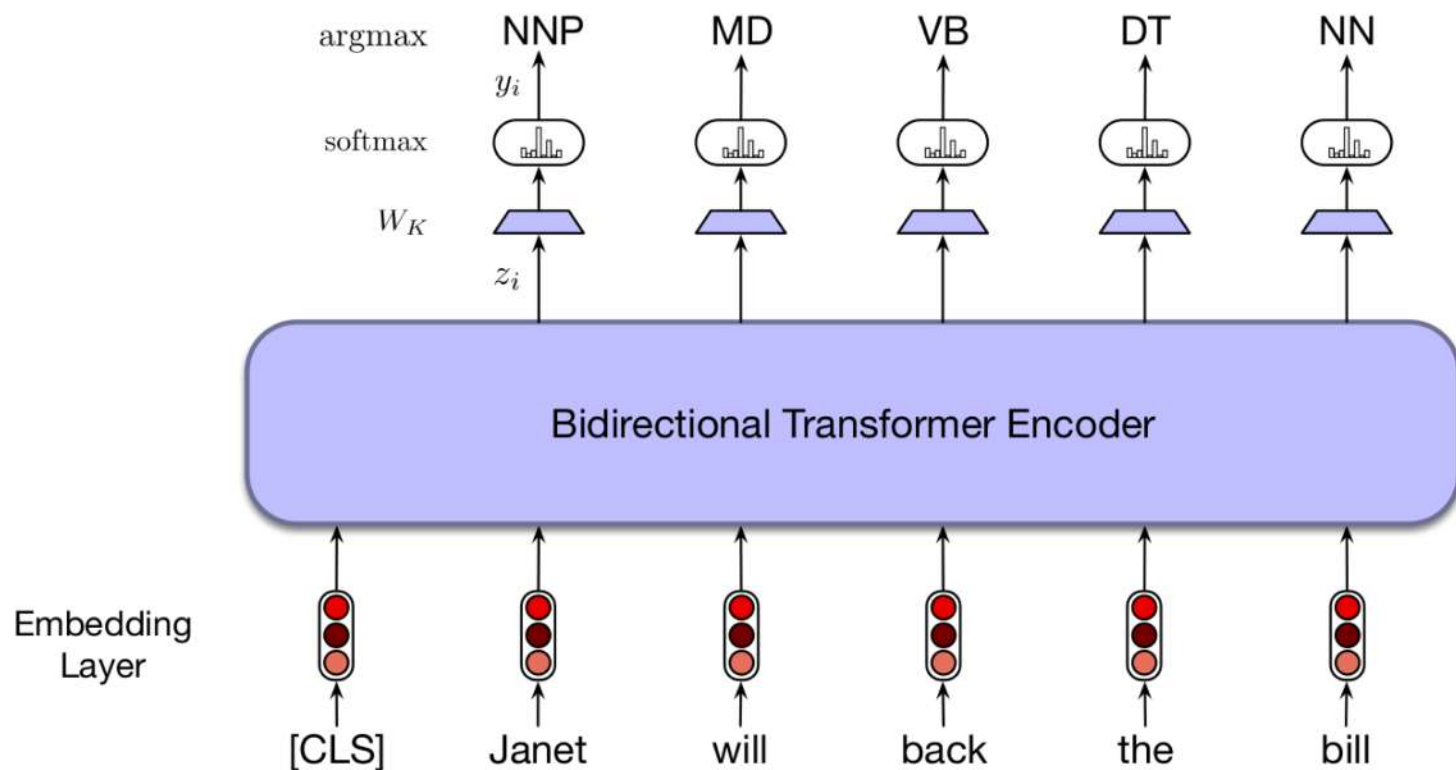 argmax NNP MD VB DT NN
y_i
softmax
W_K
z_i
Bidirectional Transformer Encoder
Embedding
Layer
[CLS] Janet will back the bill